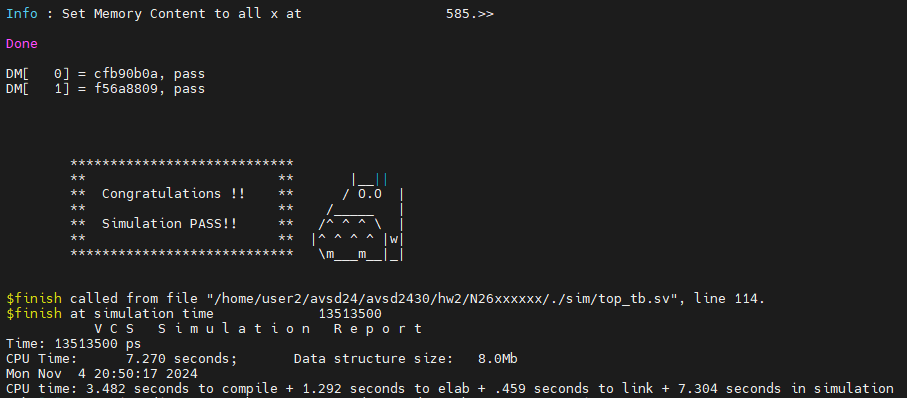 Info : Set Memory Content to all x at                  585.>>
Done
DM[   0] = cfb90b0a, pass
DM[   1] = f56a8809, pass
        ****************************
        **                        **       |__||
        **  Congratulations !!    **      / O.O  |
        **                        **    /_____   |
        **  Simulation PASS!!     **   /^ ^ ^ \  |
        **                        **  |^ ^ ^ ^ |w|
        ****************************   \m___m__|_|
$finish called from file "/home/user2/avsd24/avsd2430/hw2/N26xxxxxx/./sim/top_tb.sv", line 114.
$finish at simulation time             13513500
           V C S   S i m u l a t i o n   R e p o r t
Time: 13513500 ps
CPU Time:      7.270 seconds;       Data structure size:   8.0Mb
Mon Nov  4 20:50:17 2024
CPU time: 3.482 seconds to compile + 1.292 seconds to elab + .459 seconds to link + 7.304 seconds in simulation